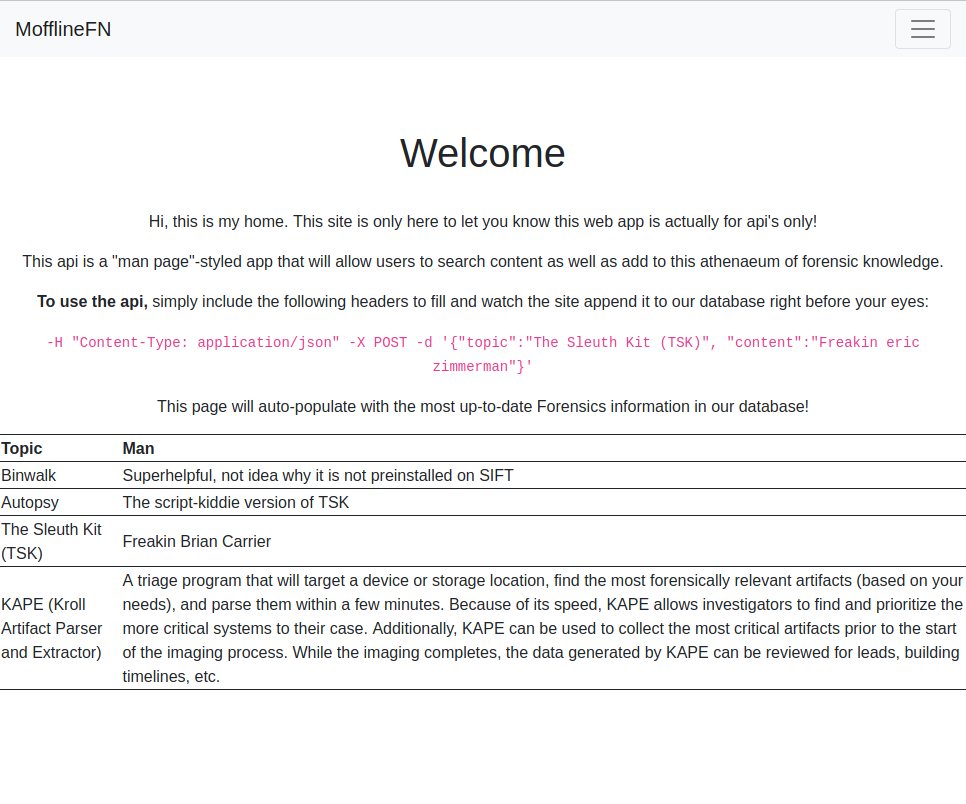 MofflineFN
Welcome
Hi, this is my home. This site is only here to let you know this web app is actually for api's only!
This api is a "man page"-styled app that will allow users to search content as well as add to this athenaeum of forensic knowledge.
To use the api, simply include the following headers to fill and watch the site append it to our database right before your eyes:
-H "Content-Type: application/json" -X POST -d '{"topic":"The Sleuth Kit (TSK)", "content":"Freakin eric
zimmerman"}'
This page will auto-populate with the most up-to-date Forensics information in our database!
Topic Man
Binwalk Superhelpful, not idea why it is not preinstalled on SIFT
Autopsy The script-kiddie version of TSK
The Sleuth Kit
(TSK)
Freakin Brian Carrier
KAPE (Kroll
Artifact Parser
and Extractor)
A triage program that will target a device or storage location, find the most forensically relevant artifacts (based on your
needs), and parse them within a few minutes. Because of its speed, KAPE allows investigators to find and prioritize the
more critical systems to their case. Additionally, KAPE can be used to collect the most critical artifacts prior to the start
of the imaging process. While the imaging completes, the data generated by KAPE can be reviewed for leads, building
timelines, etc.